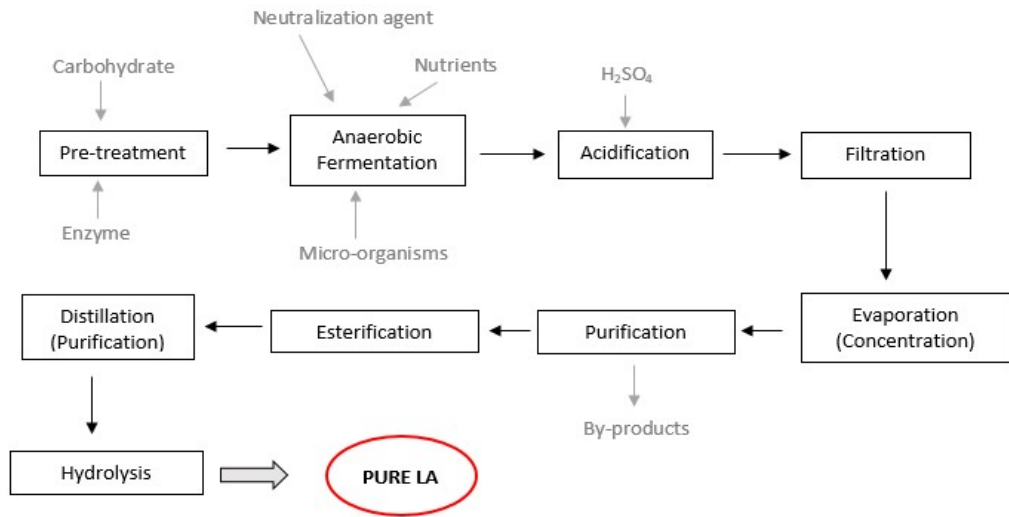 Neutralization agent
Carbohydrate
Nutrients
H₂SO₄
Pre-treatment
Anaerobic
Fermentation
Acidification
Filtration
Enzyme
Micro-organisms
Distillation
(Purification)
Esterification
Purification
Evaporation
(Concentration)
By-products
Hydrolysis
PURE LA